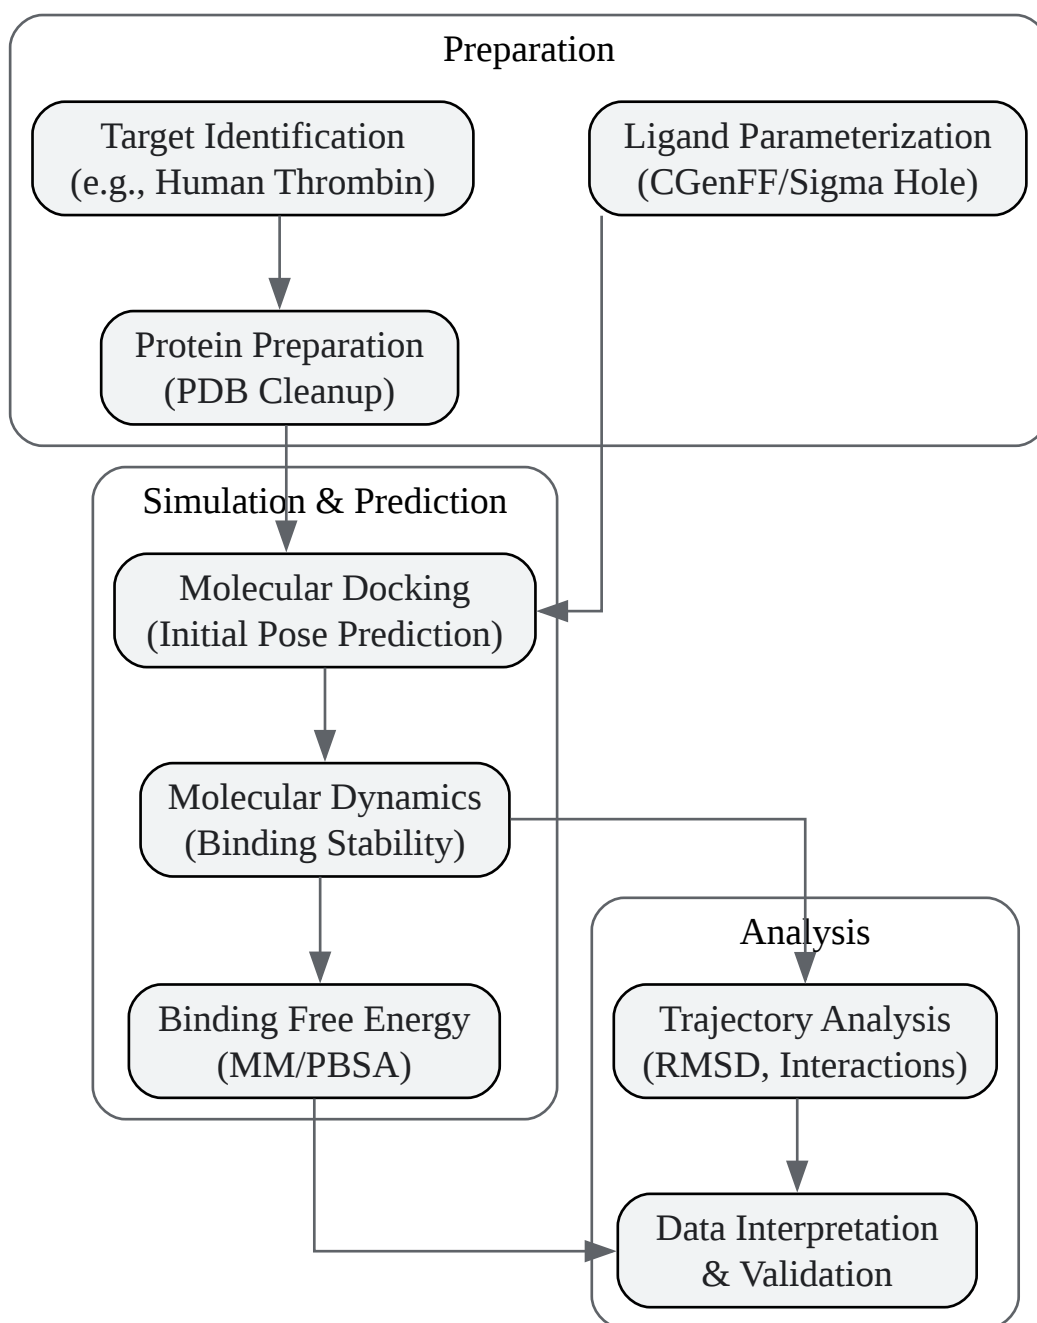 Preparation
Target Identification
(e.g., Human Thrombin)
Ligand Parameterization
(CGenFF/Sigma Hole)
Protein Preparation
(PDB Cleanup)
Simulation & Prediction
Molecular Docking
(Initial Pose Prediction)
Molecular Dynamics
(Binding Stability)
Binding Free Energy
(MM/PBSA)
Analysis
Trajectory Analysis
(RMSD, Interactions)
Data Interpretation
& Validation